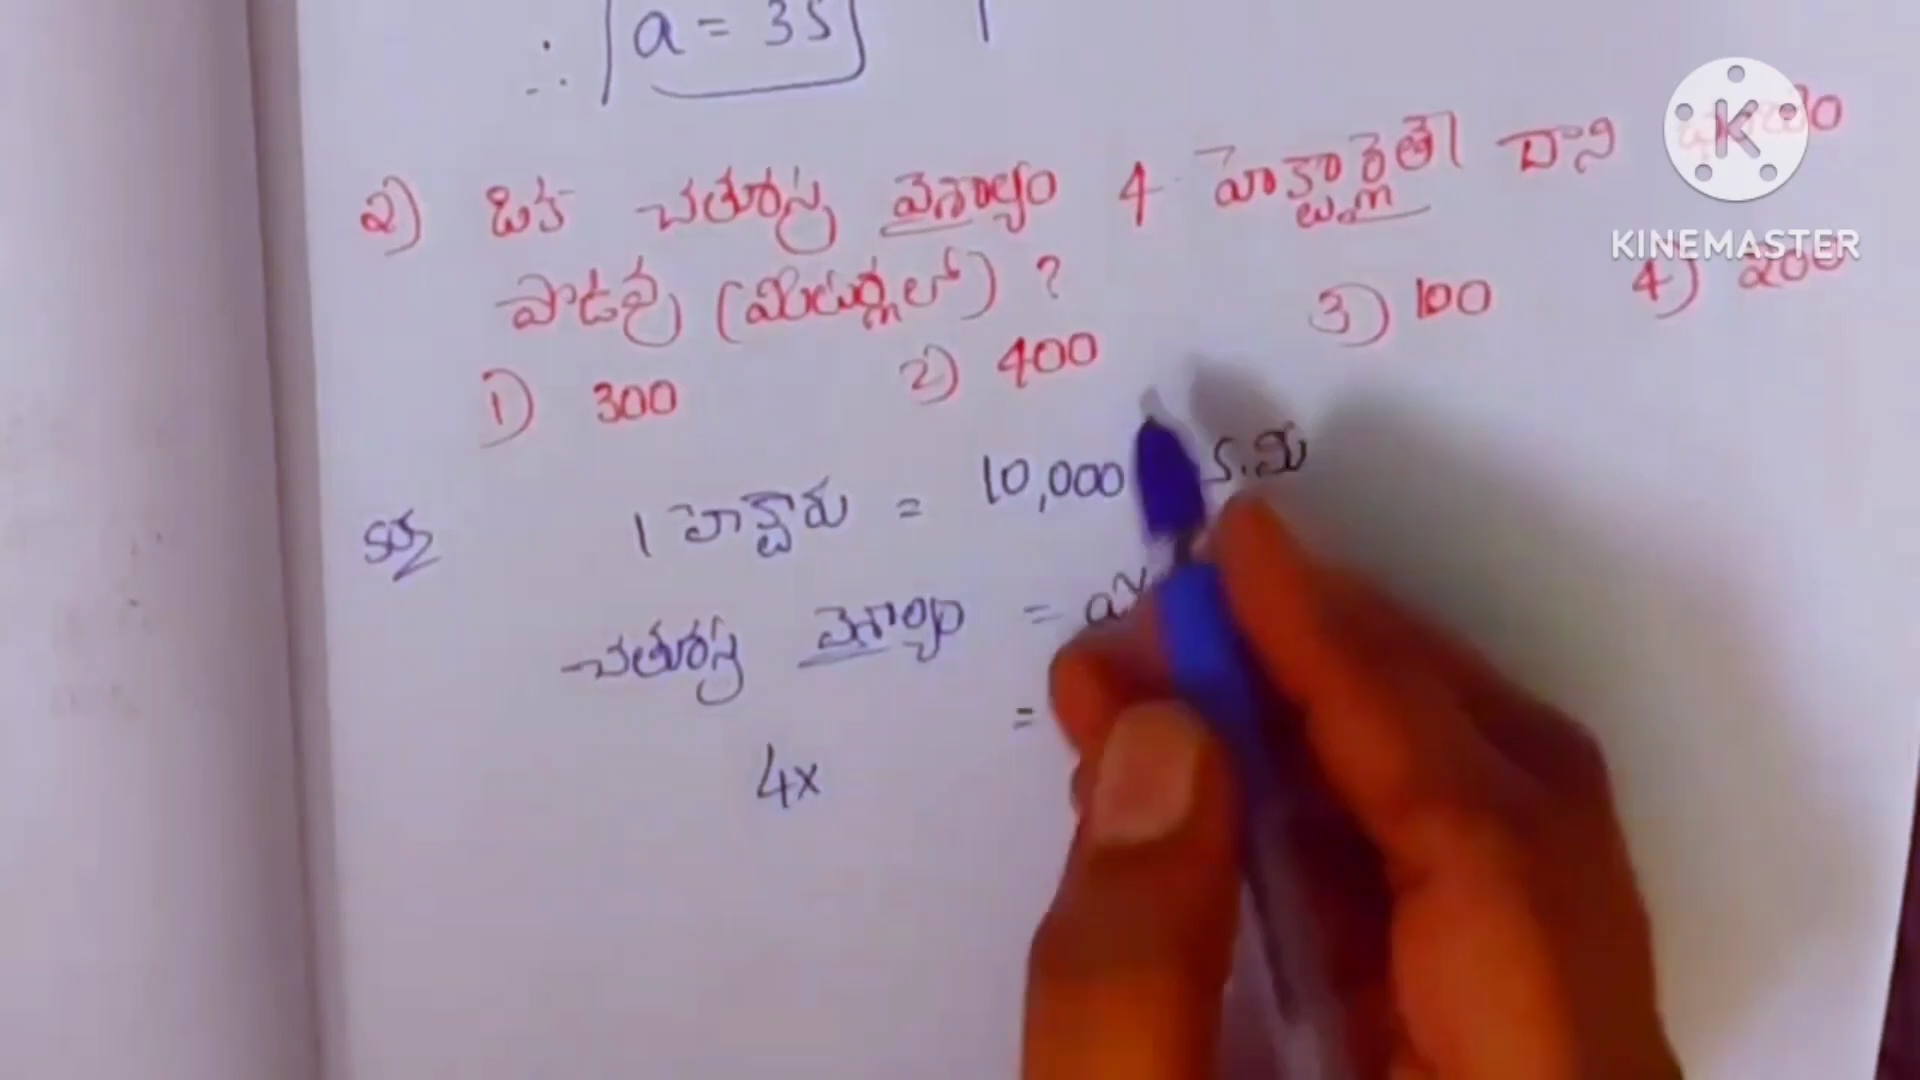 ∴ a = 35
2) ఒక చతురస్ర వైశాల్యం 4 హెక్టార్లైతే దాని
పొడవు (మీటర్లలో) ?
1) 300 2) 400 3) 100 4) 200
1 హెక్టారు = 10,000 చ.మీ
చతురస్ర వైశాల్యం = a²
4x =
KINEMASTER